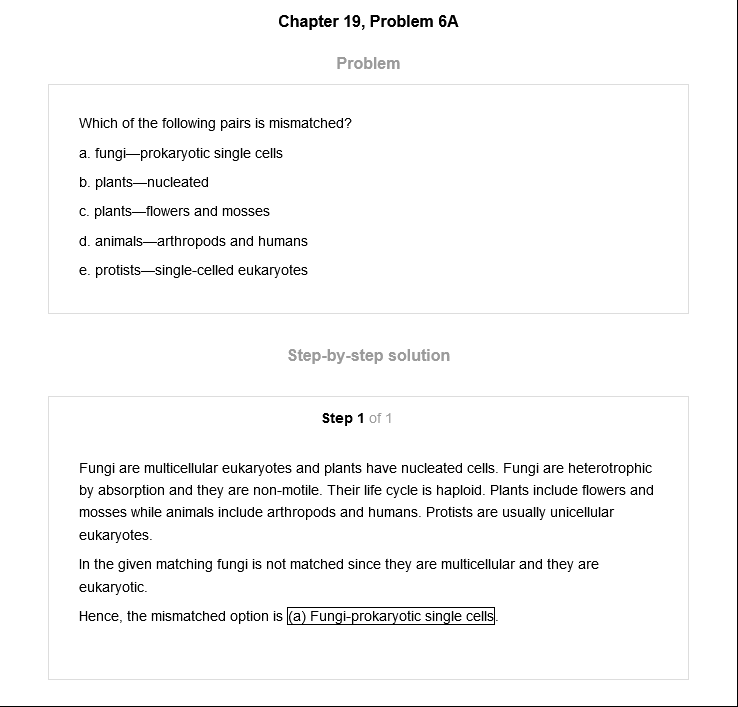 Chapter 19, Problem 6A
Problem
Which of the following pairs is mismatched?
a. fungi—prokaryotic single cells
b. plants—nucleated
c. plants—flowers and mosses
d. animals—arthropods and humans
e. protists—single-celled eukaryotes
Step-by-step solution
Step 1 of 1
Fungi are multicellular eukaryotes and plants have nucleated cells. Fungi are heterotrophic
by absorption and they are non-motile. Their life cycle is haploid. Plants include flowers and
mosses while animals include arthropods and humans. Protists are usually unicellular
eukaryotes.
In the given matching fungi is not matched since they are multicellular and they are
eukaryotic.
Hence, the mismatched option is (a) Fungi-prokaryotic single cells.